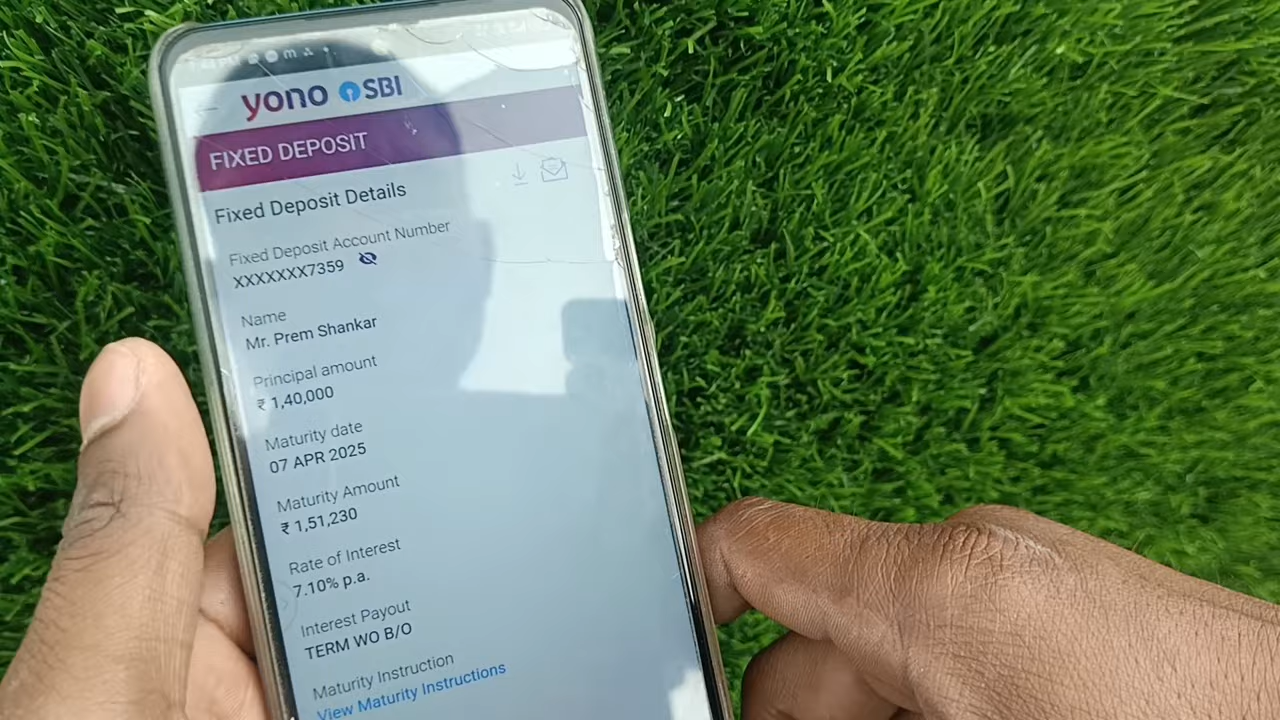 yono SBI
FIXED DEPOSIT
Fixed Deposit Details
Fixed Deposit Account Number
XXXXXXX7359
Name
Mr. Prem Shankar
Principal amount
₹ 1,40,000
Maturity date
07 APR 2025
Maturity Amount
₹ 1,51,230
Rate of Interest
7.10% p.a.
Interest Payout
TERM WO B/O
Maturity Instruction
View Maturity Instructions